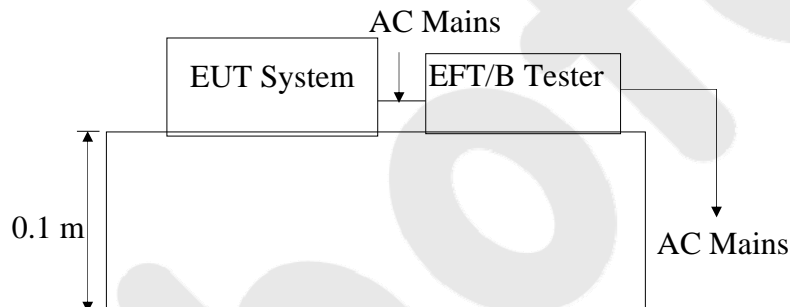 AC Mains
EUT System
EFT/B Tester
0.1 m
AC Mains